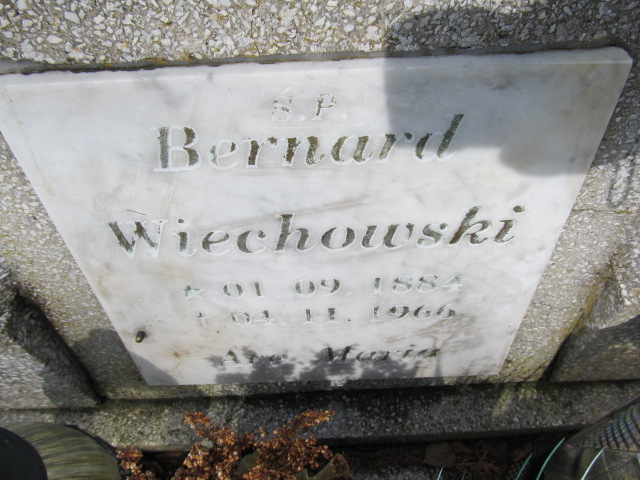 Ś.P.
Bernard
Wiechowski
* 01. 09. 1884
+ 04. 11. 1966
Ave Maria